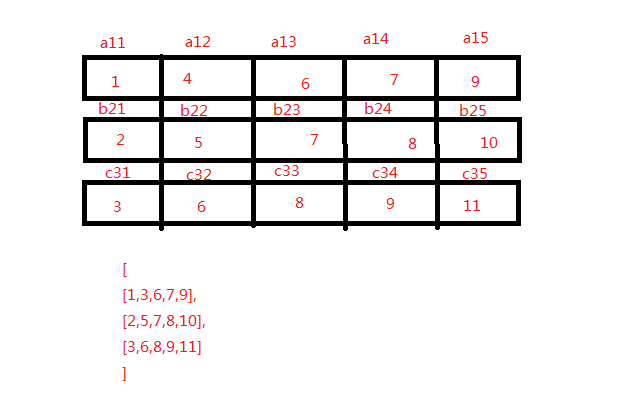 a11 a12 a13 a14 a15
1 4 6 7 9
b21 b22 b23 b24 b25
2 5 7 8 10
c31 c32 c33 c34 c35
3 6 8 9 11
[
[1,3,6,7,9],
[2,5,7,8,10],
[3,6,8,9,11]
]